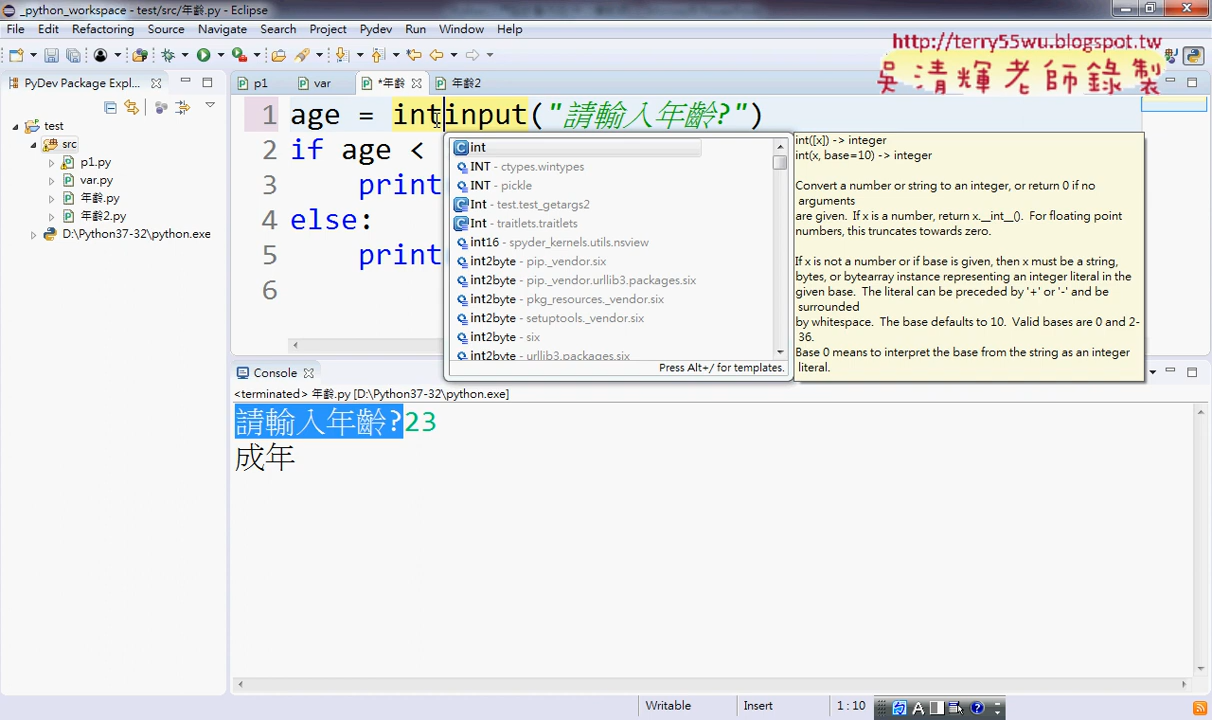 _python_workspace - test/src/年齡.py - Eclipse
http://terry55wu.blogspot.tw
吳清輝老師錄製
File Edit Refactoring Source Navigate Search Project Pydev Run Window Help
PyDev Package Expl...
p1 var *年齡 年齡2
test
src
p1.py
var.py
年齡.py
年齡2.py
D:\Python37-32\python.exe
1 age = intinput("請輸入年齡?")
2 if age <
3 print
4 else:
5 print
6
int
INT - ctypes.wintypes
INT - pickle
Int - test.test_getargs2
Int - traitlets.traitlets
int16 - spyder_kernels.utils.nsview
int2byte - pip._vendor.six
int2byte - pip._vendor.urllib3.packages.six
int2byte - pkg_resources._vendor.six
int2byte - setuptools._vendor.six
int2byte - six
int2byte - urllib3.packages.six
Press Alt+/ for templates.
int([x]) -> integer
int(x, base=10) -> integer
Convert a number or string to an integer, or return 0 if no
arguments
are given. If x is a number, return x.__int__(). For floating point
numbers, this truncates towards zero.
If x is not a number or if base is given, then x must be a string,
bytes, or bytearray instance representing an integer literal in the
given base. The literal can be preceded by '+' or '-' and be
surrounded
by whitespace. The base defaults to 10. Valid bases are 0 and 2-
36.
Base 0 means to interpret the base from the string as an integer
literal.
Console
<terminated> 年齡.py [D:\Python37-32\python.exe]
請輸入年齡?23
成年
Writable Insert 1:10